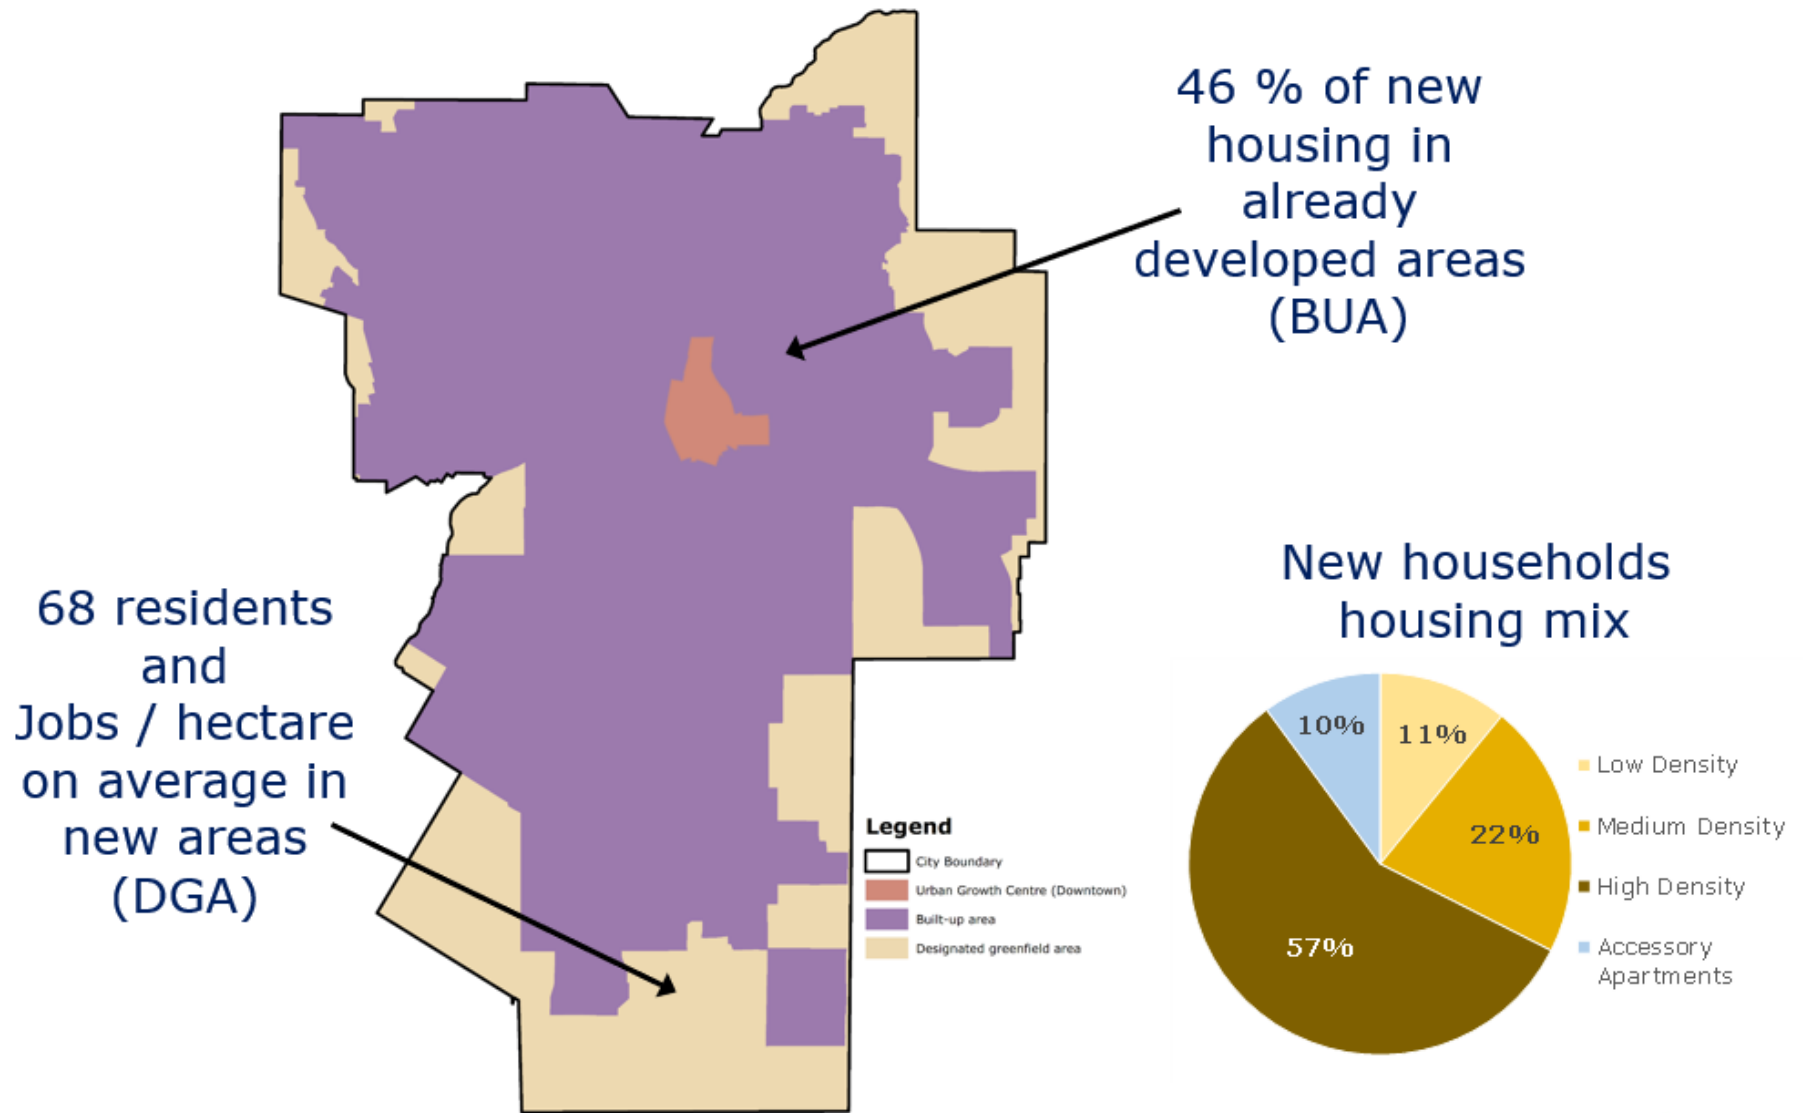 46 % of new
housing in
already
developed areas
(BUA)
68 residents
and
Jobs / hectare
on average in
new areas
(DGA)
Legend
City Boundary
Urban Growth Centre (Downtown)
Built-up area
Designated greenfield area
New households
housing mix
10%
11%
22%
57%
Low Density
Medium Density
High Density
Accessory
Apartments